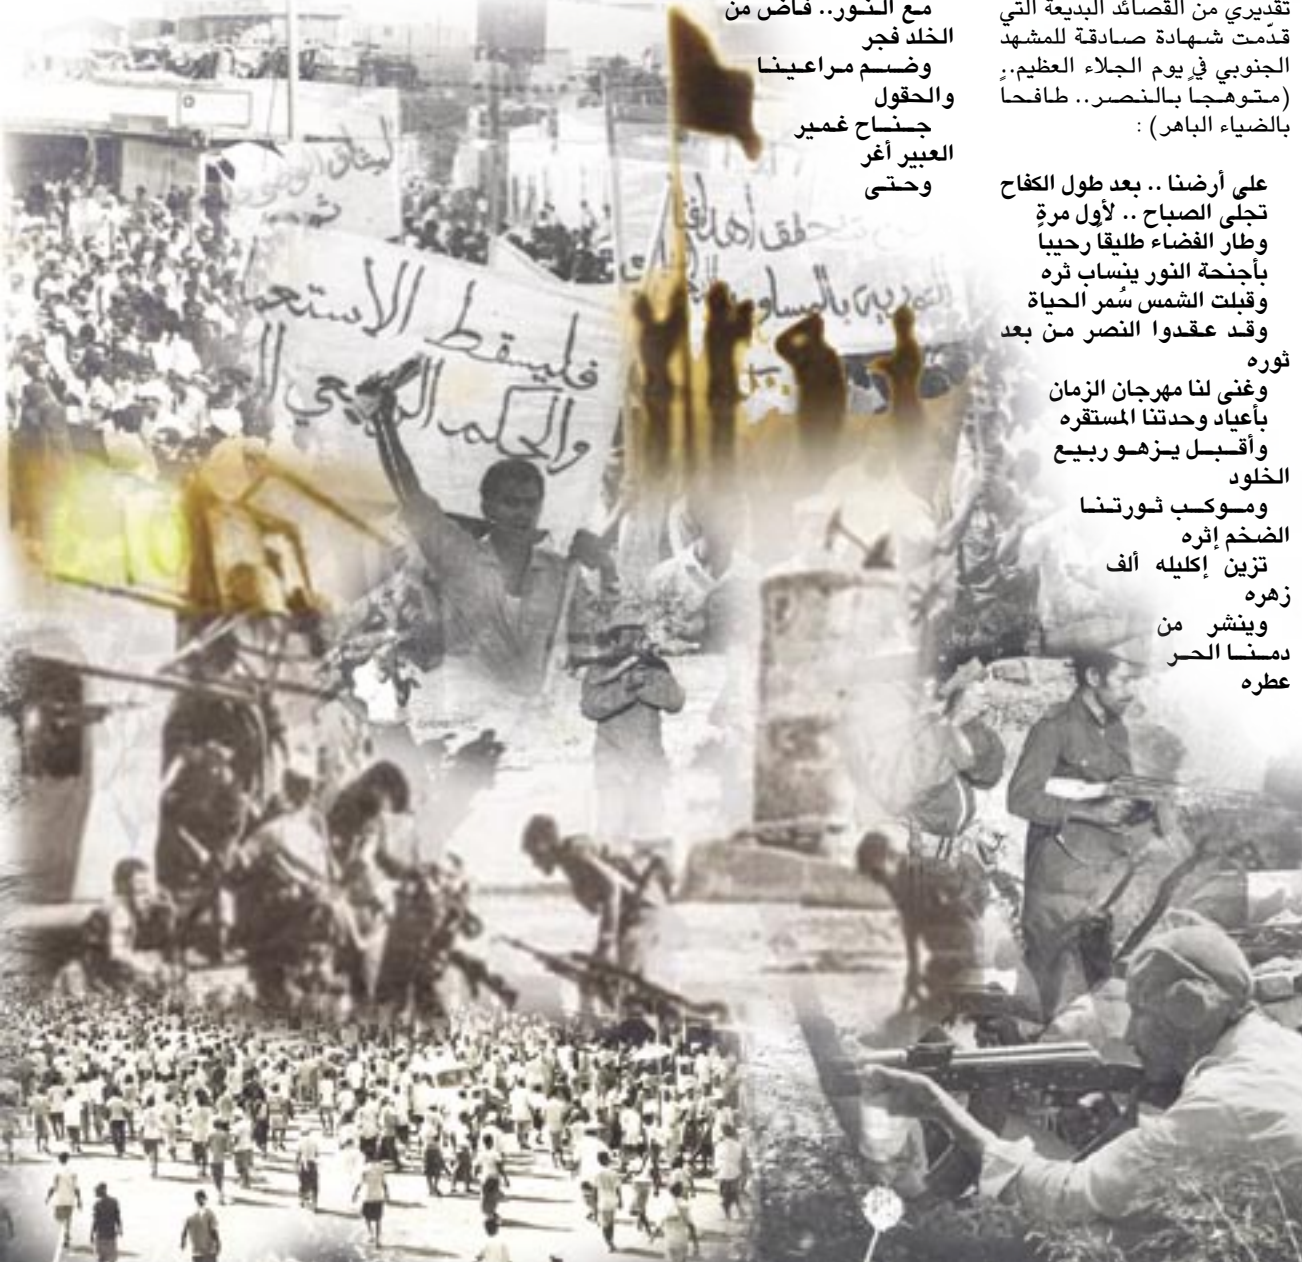 تقديري من القصائد البديعة التي
قدّمت شهادة صادقة للمشهد
الجنوبي في يوم الجلاء العظيم..
(متوهجاً بالنصر.. طافحاً
بالضياء الباهر) :
على أرضنا .. بعد طول الكفاح
تجلّى الصباح .. لأول مرة
وطار الفضاء طليقاً رحيباً
بأجنحة النور ينساب ثره
وقبلت الشمس سُمر الحياة
وقد عقدوا النصر من بعد
ثوره
وغنى لنا مهرجان الزمان
بأعياد وحدتنا المستقره
وأقبل يزهو ربيع
الخلود
وموكب ثورتنا
الضخم إثره
تزين إكليله ألف
زهره
وينشر من
دمنا الحر
عطره
مع النور.. فاض من
الخلد فجر
وضم مراعينا
والحقول
جناح غمير
العبير أغر
وحتى
تحقق أهدافنا
فليسقط الاستعمـ
والحكم الرجعي